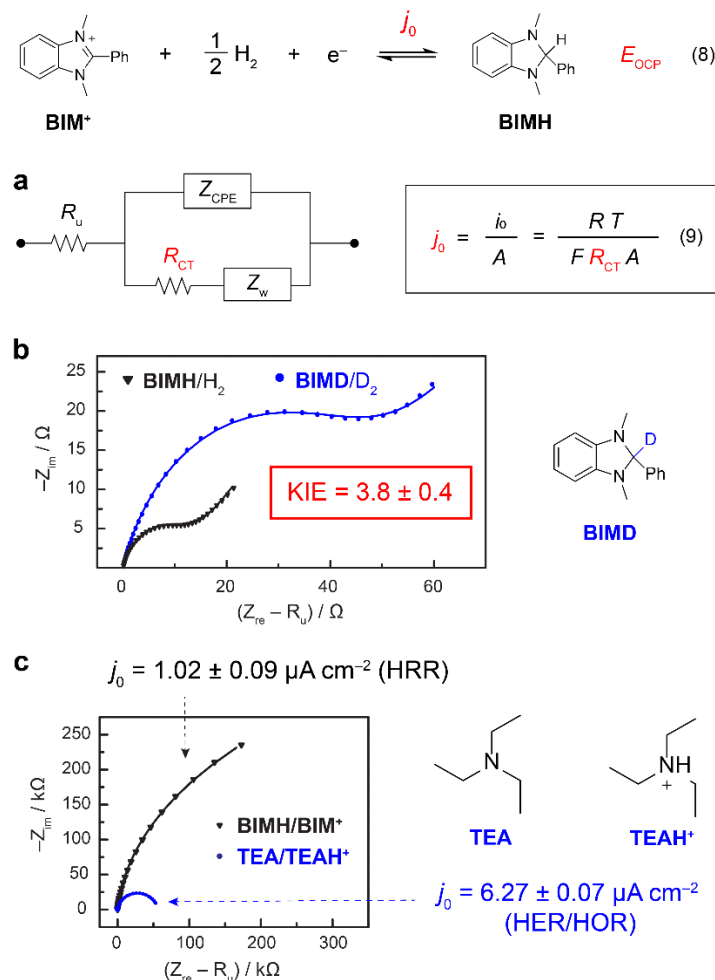 j₀
N
+
N
Ph
+
1
2
H₂
+
e⁻
N
H
N
Ph
E_OCP
(8)
BIM⁺
BIMH
a
Z_CPE
R_u
R_CT
Z_w
j₀ = i₀ / A = R T / F R_CT A (9)
b
BIMH/H₂
BIMD/D₂
25
20
15
10
5
−Z_im / Ω
KIE = 3.8 ± 0.4
0
20
40
60
(Z_re – R_u) / Ω
N
D
N
Ph
BIMD
c
j₀ = 1.02 ± 0.09 µA cm⁻² (HRR)
250
200
150
100
50
0
−Z_im / kΩ
BIMH/BIM⁺
TEA/TEAH⁺
0
100
200
300
(Z_re – R_u) / kΩ
N
TEA
NH
+
TEAH⁺
j₀ = 6.27 ± 0.07 µA cm⁻²
(HER/HOR)